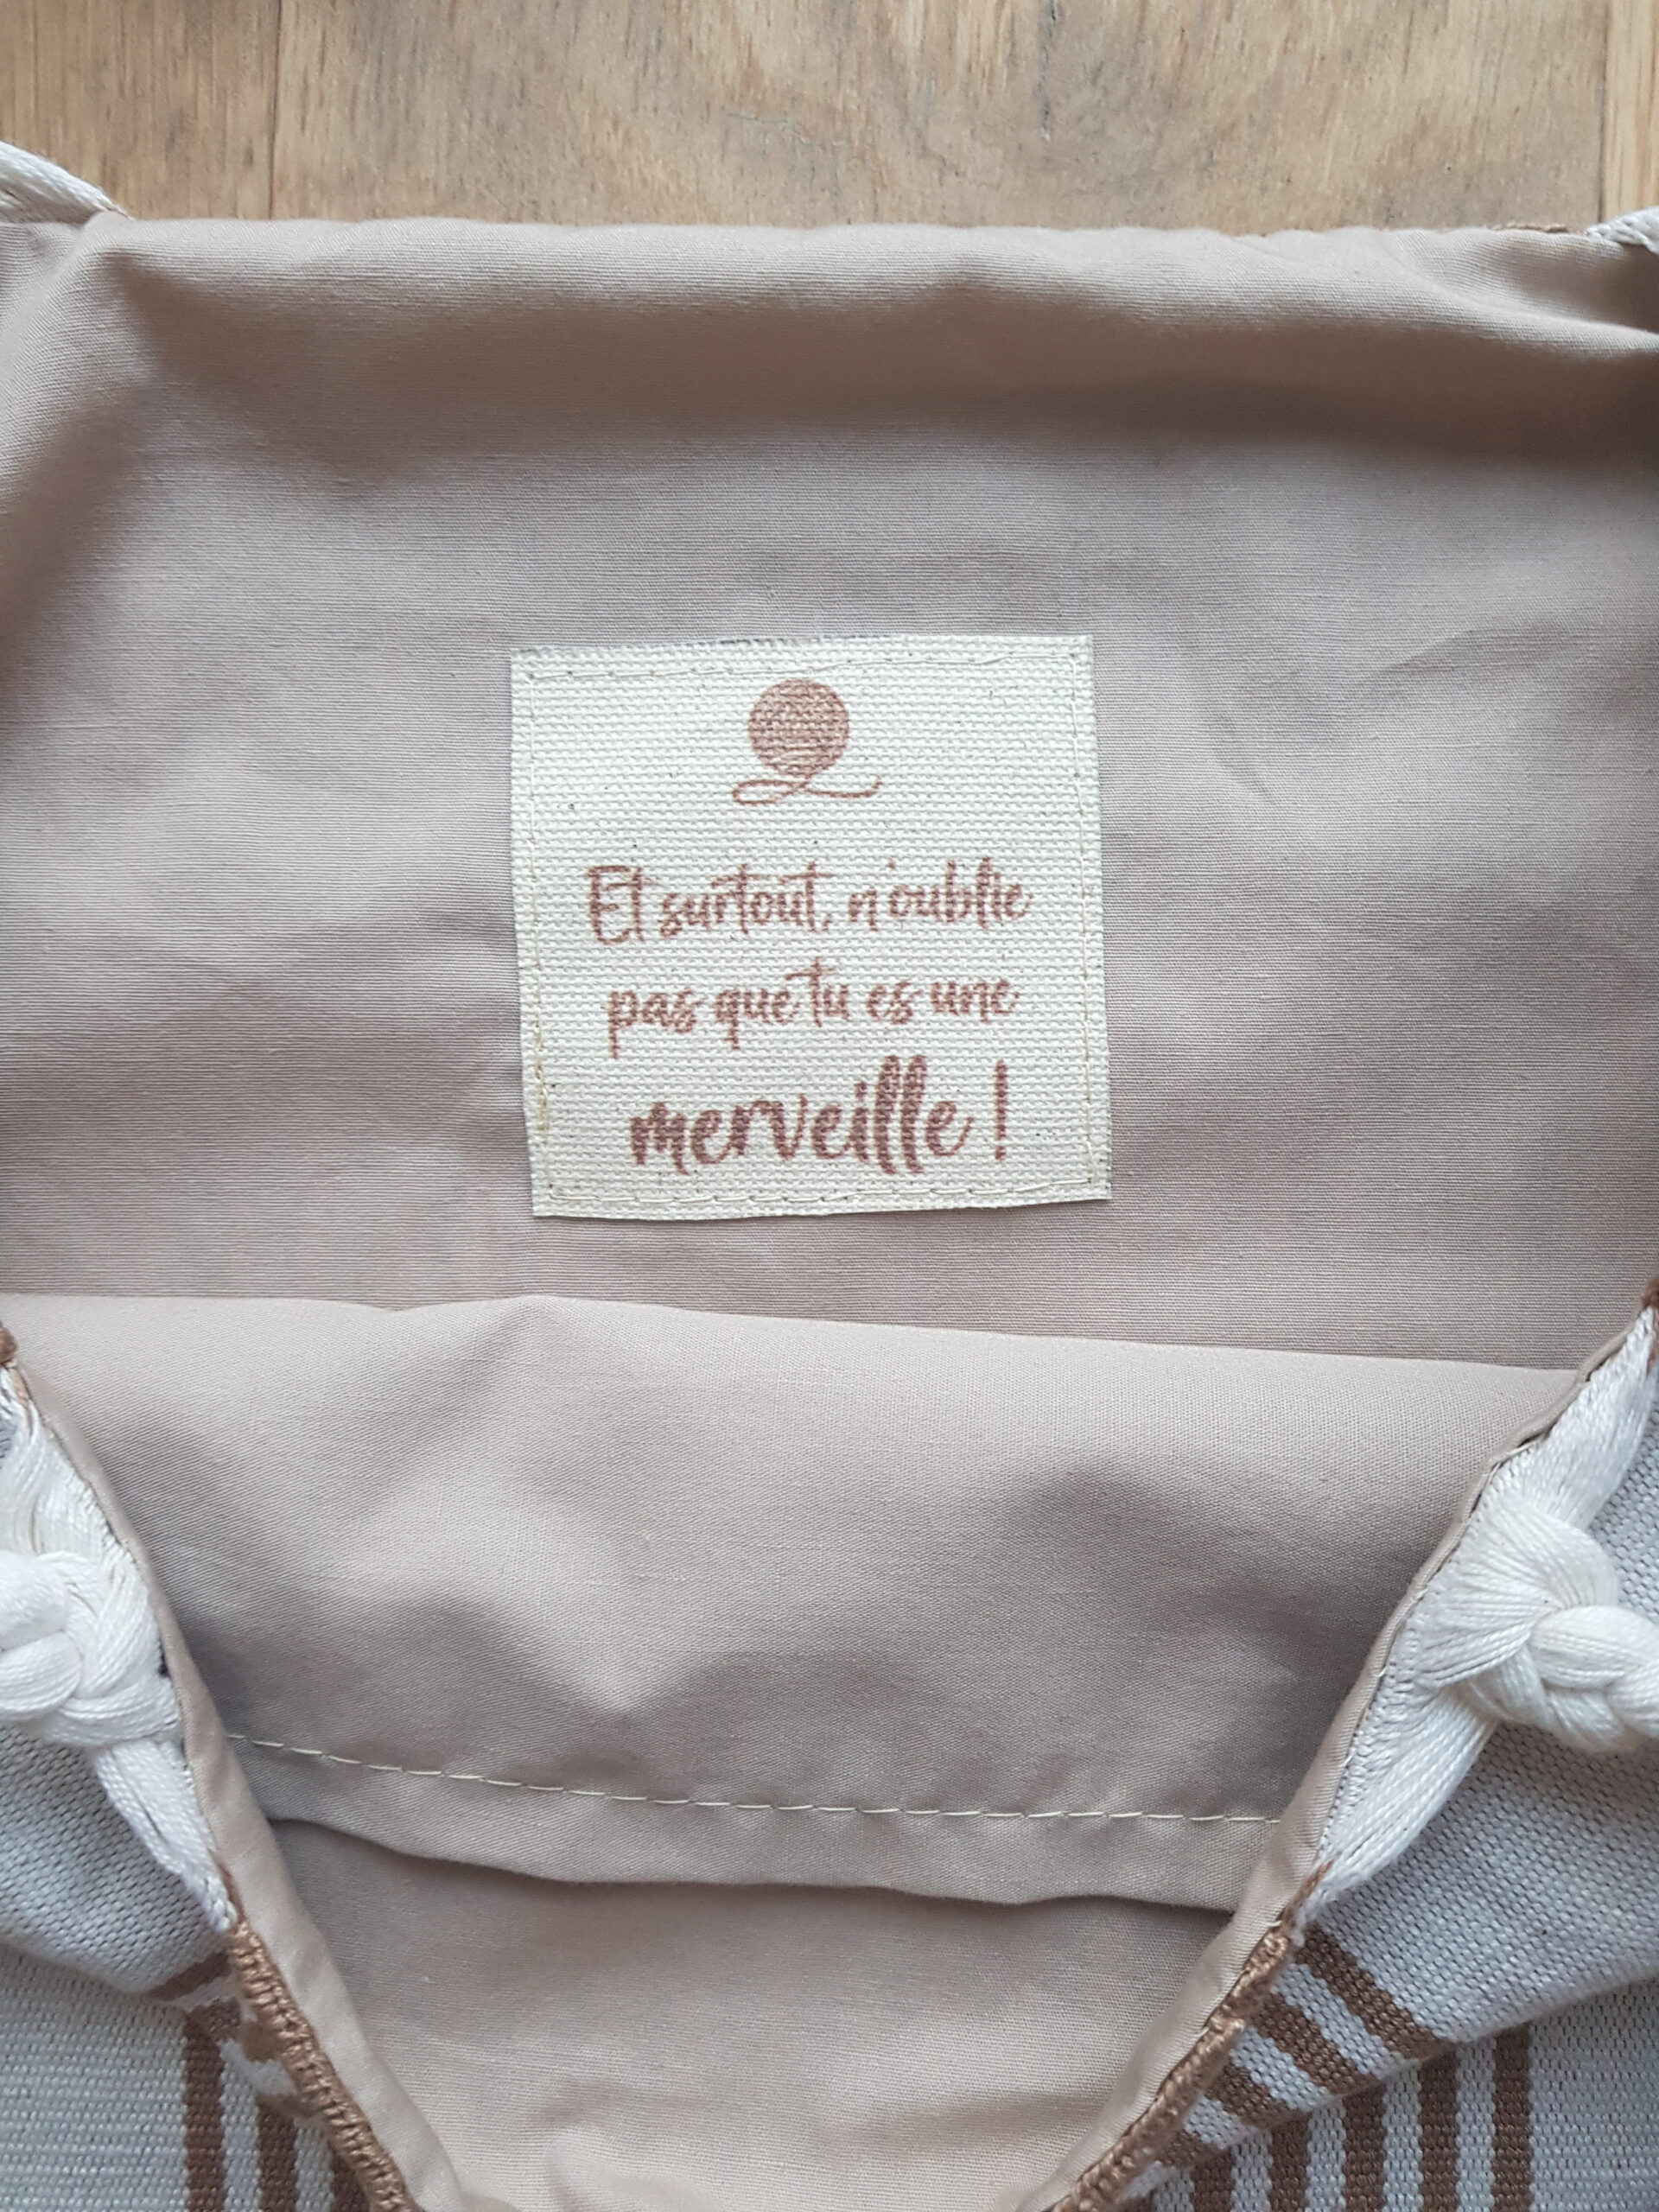 Et surtout, n'oublie
pas que tu es une
merveille !